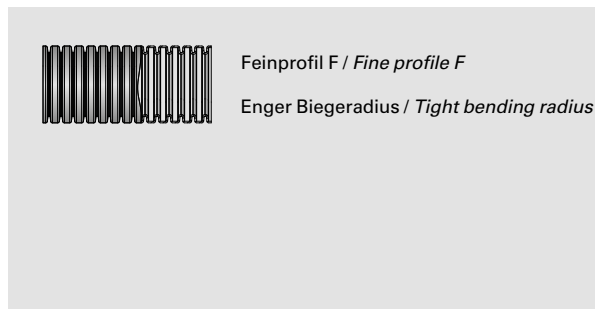 Feinprofil F / Fine profile F
Enger Biegeradius / Tight bending radius